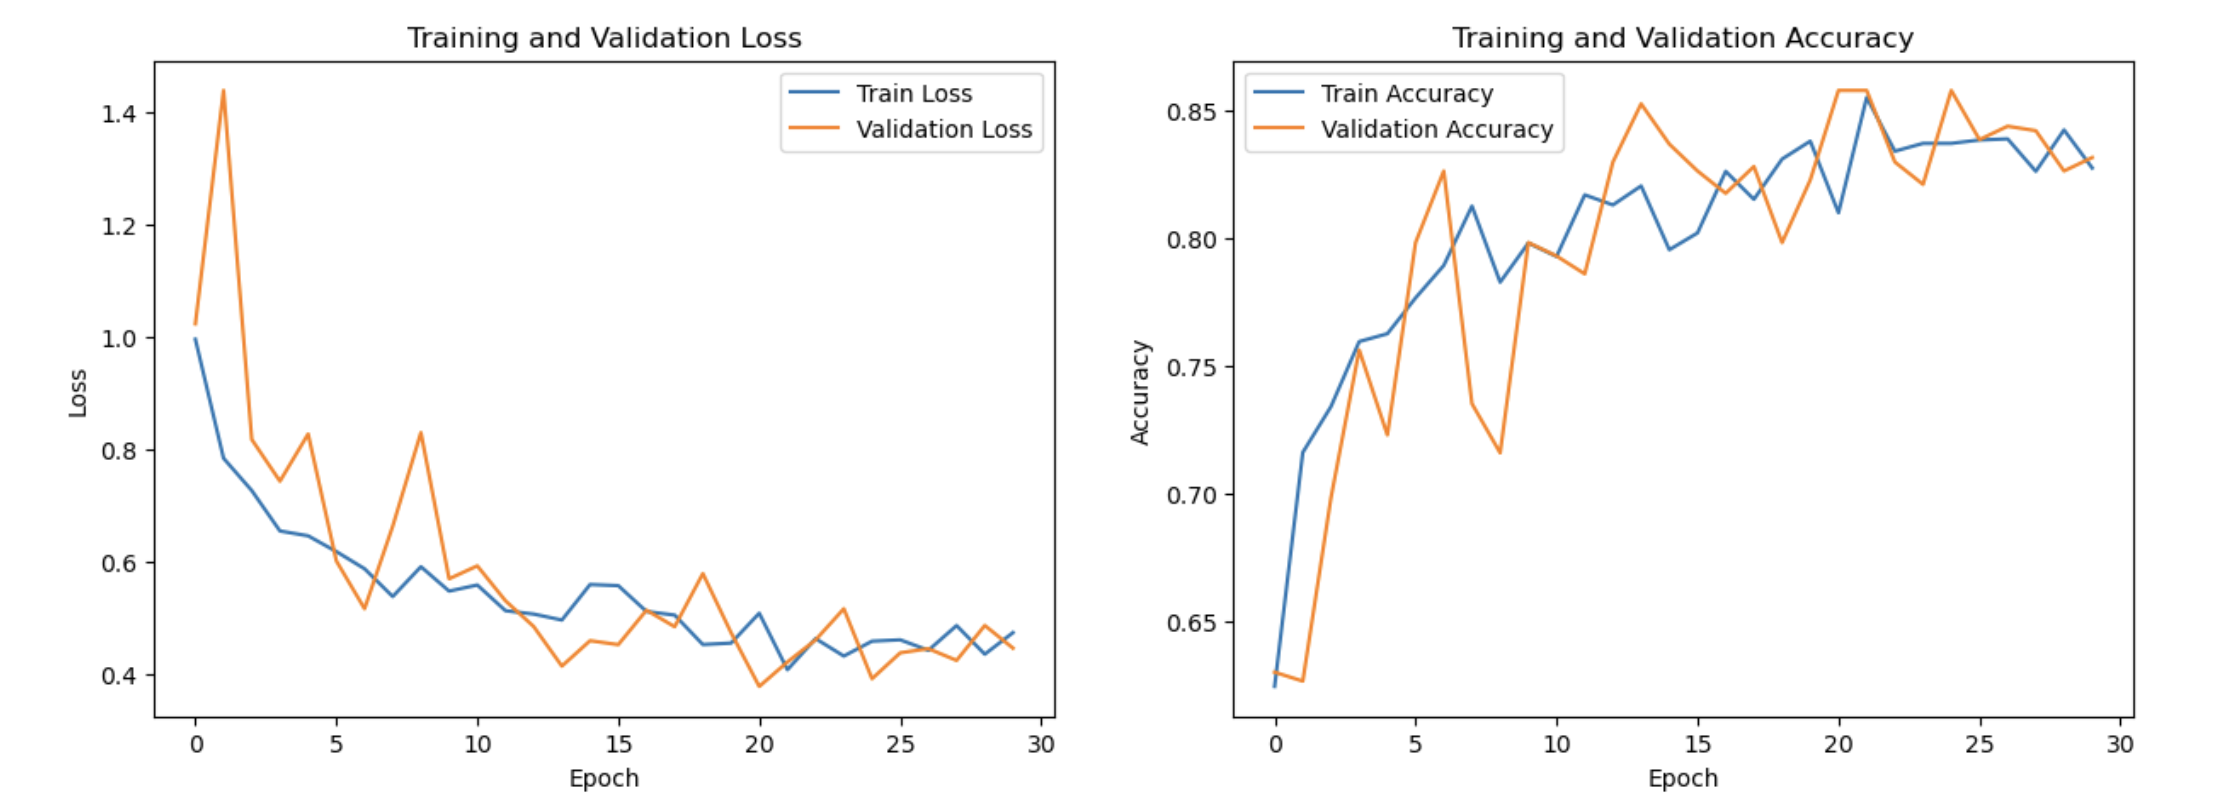 Training and Validation Loss
Train Loss
Validation Loss
1.4
1.2
1.0
0.8
0.6
0.4
Loss
0 5 10 15 20 25 30
Epoch
Training and Validation Accuracy
Train Accuracy
Validation Accuracy
0.85
0.80
0.75
0.70
0.65
Accuracy
0 5 10 15 20 25 30
Epoch